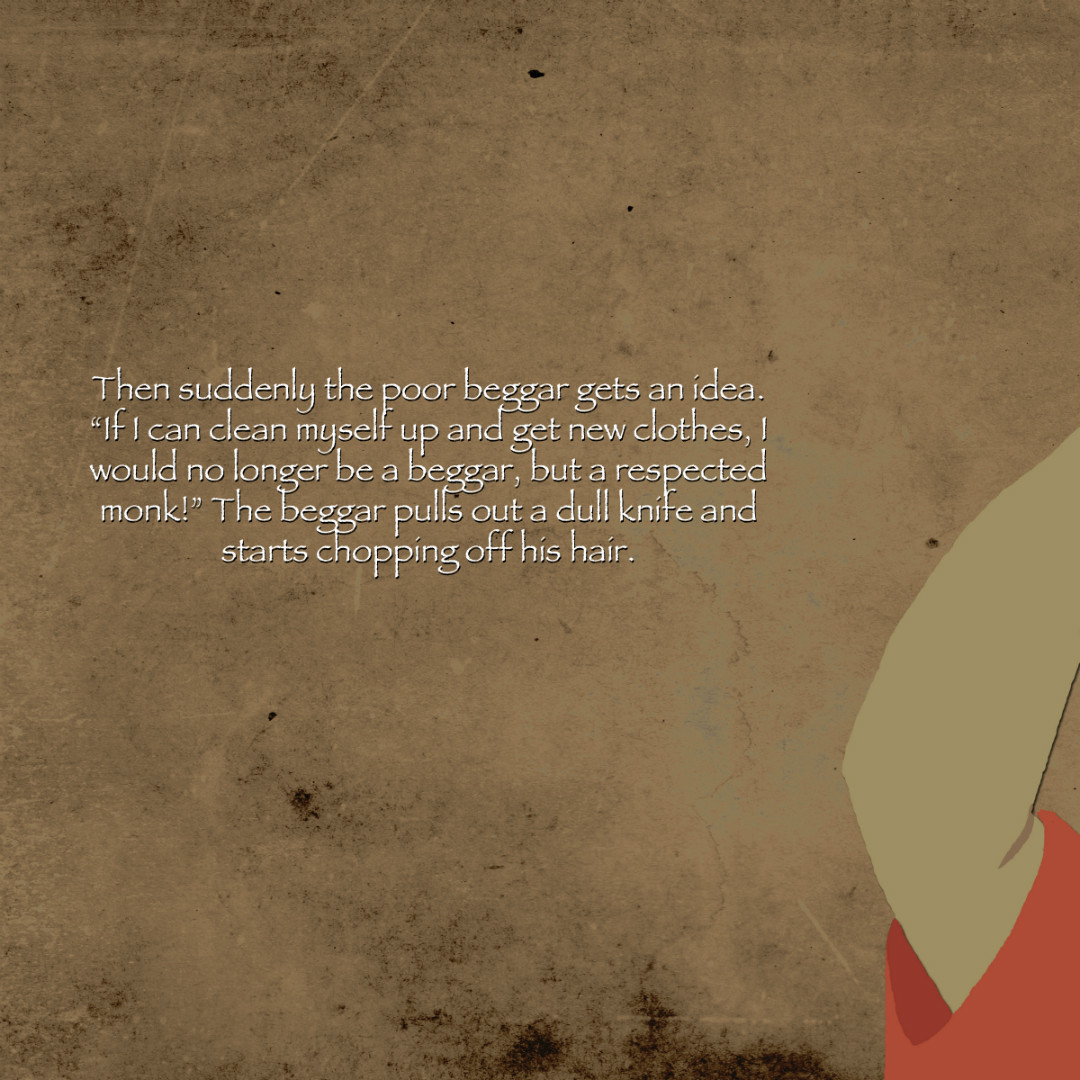 Then suddenly the poor beggar gets an idea.
“If I can clean myself up and get new clothes, I
would no longer be a beggar, but a respected
monk!” The beggar pulls out a dull knife and
starts chopping off his hair.